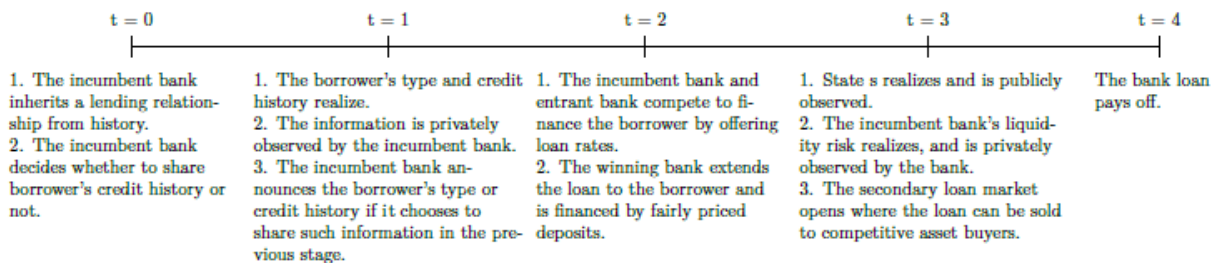 t = 0
t = 1
t = 2
t = 3
t = 4
1. The incumbent bank
inherits a lending relation-
ship from history.
2. The incumbent bank
decides whether to share
borrower's credit history or
not.
1. The borrower's type and credit
history realize.
2. The information is privately
observed by the incumbent bank.
3. The incumbent bank an-
nounces the borrower's type or
credit history if it chooses to
share such information in the pre-
vious stage.
1. The incumbent bank and
entrant bank compete to fi-
nance the borrower by offering
loan rates.
2. The winning bank extends
the loan to the borrower and
is financed by fairly priced
deposits.
1. State s realizes and is publicly
observed.
2. The incumbent bank's liquid-
ity risk realizes, and is privately
observed by the bank.
3. The secondary loan market
opens where the loan can be sold
to competitive asset buyers.
The bank loan
pays off.